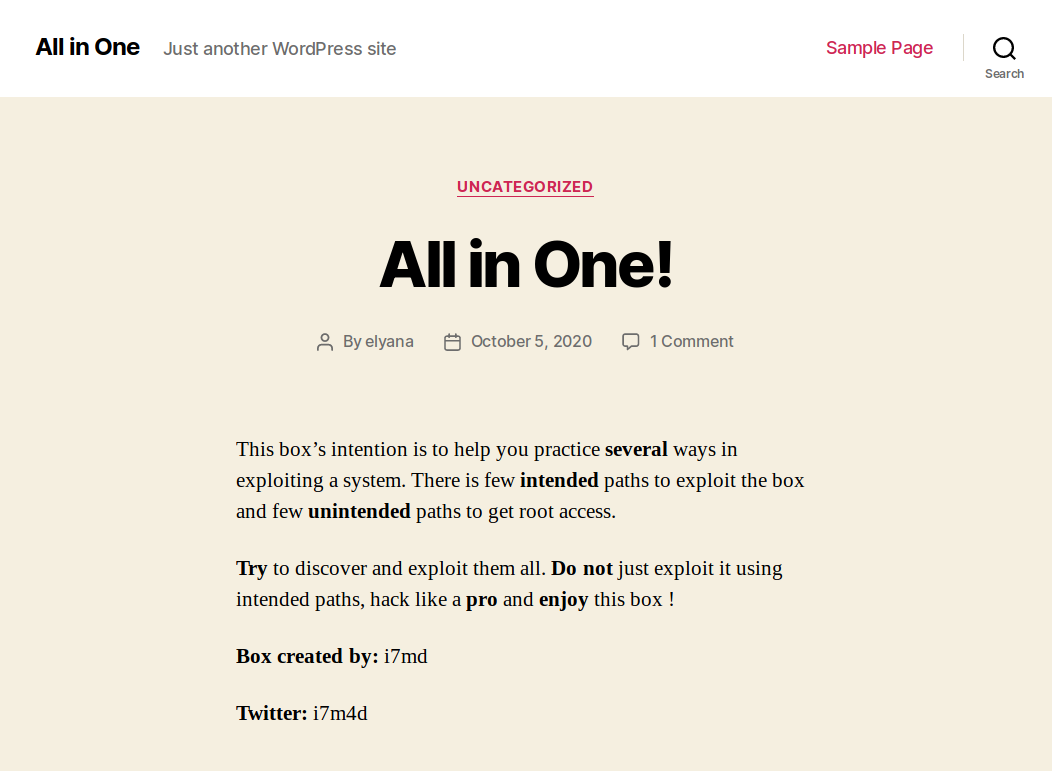 All in One Just another WordPress site Sample Page
Search
UNCATEGORIZED
All in One!
By elyana October 5, 2020 1 Comment
This box’s intention is to help you practice several ways in
exploiting a system. There is few intended paths to exploit the box
and few unintended paths to get root access.
Try to discover and exploit them all. Do not just exploit it using
intended paths, hack like a pro and enjoy this box !
Box created by: i7md
Twitter: i7m4d